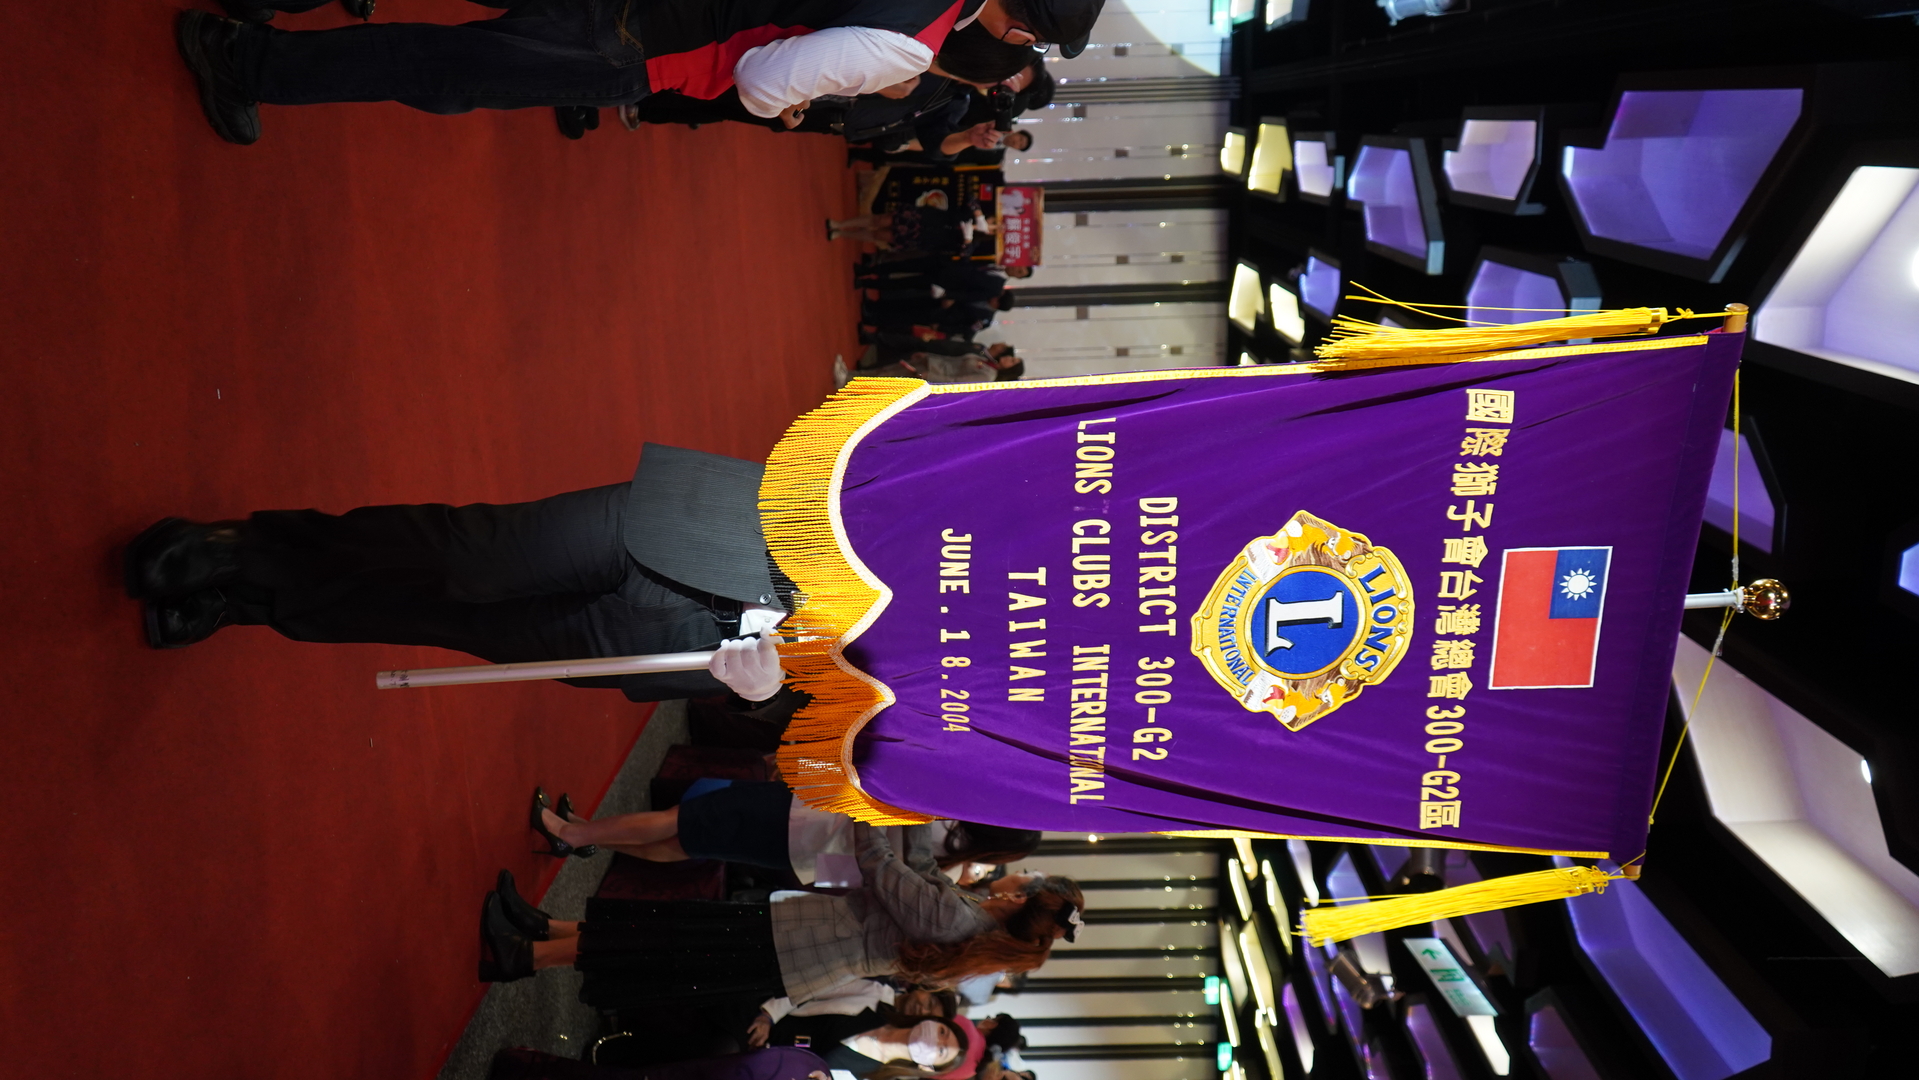 國際獅子會台灣總會300-G2區
LIONS
L
INTERNATIONAL
DISTRICT 300-G2
LIONS CLUBS INTERNATIONAL
TAIWAN
JUNE.18.2004